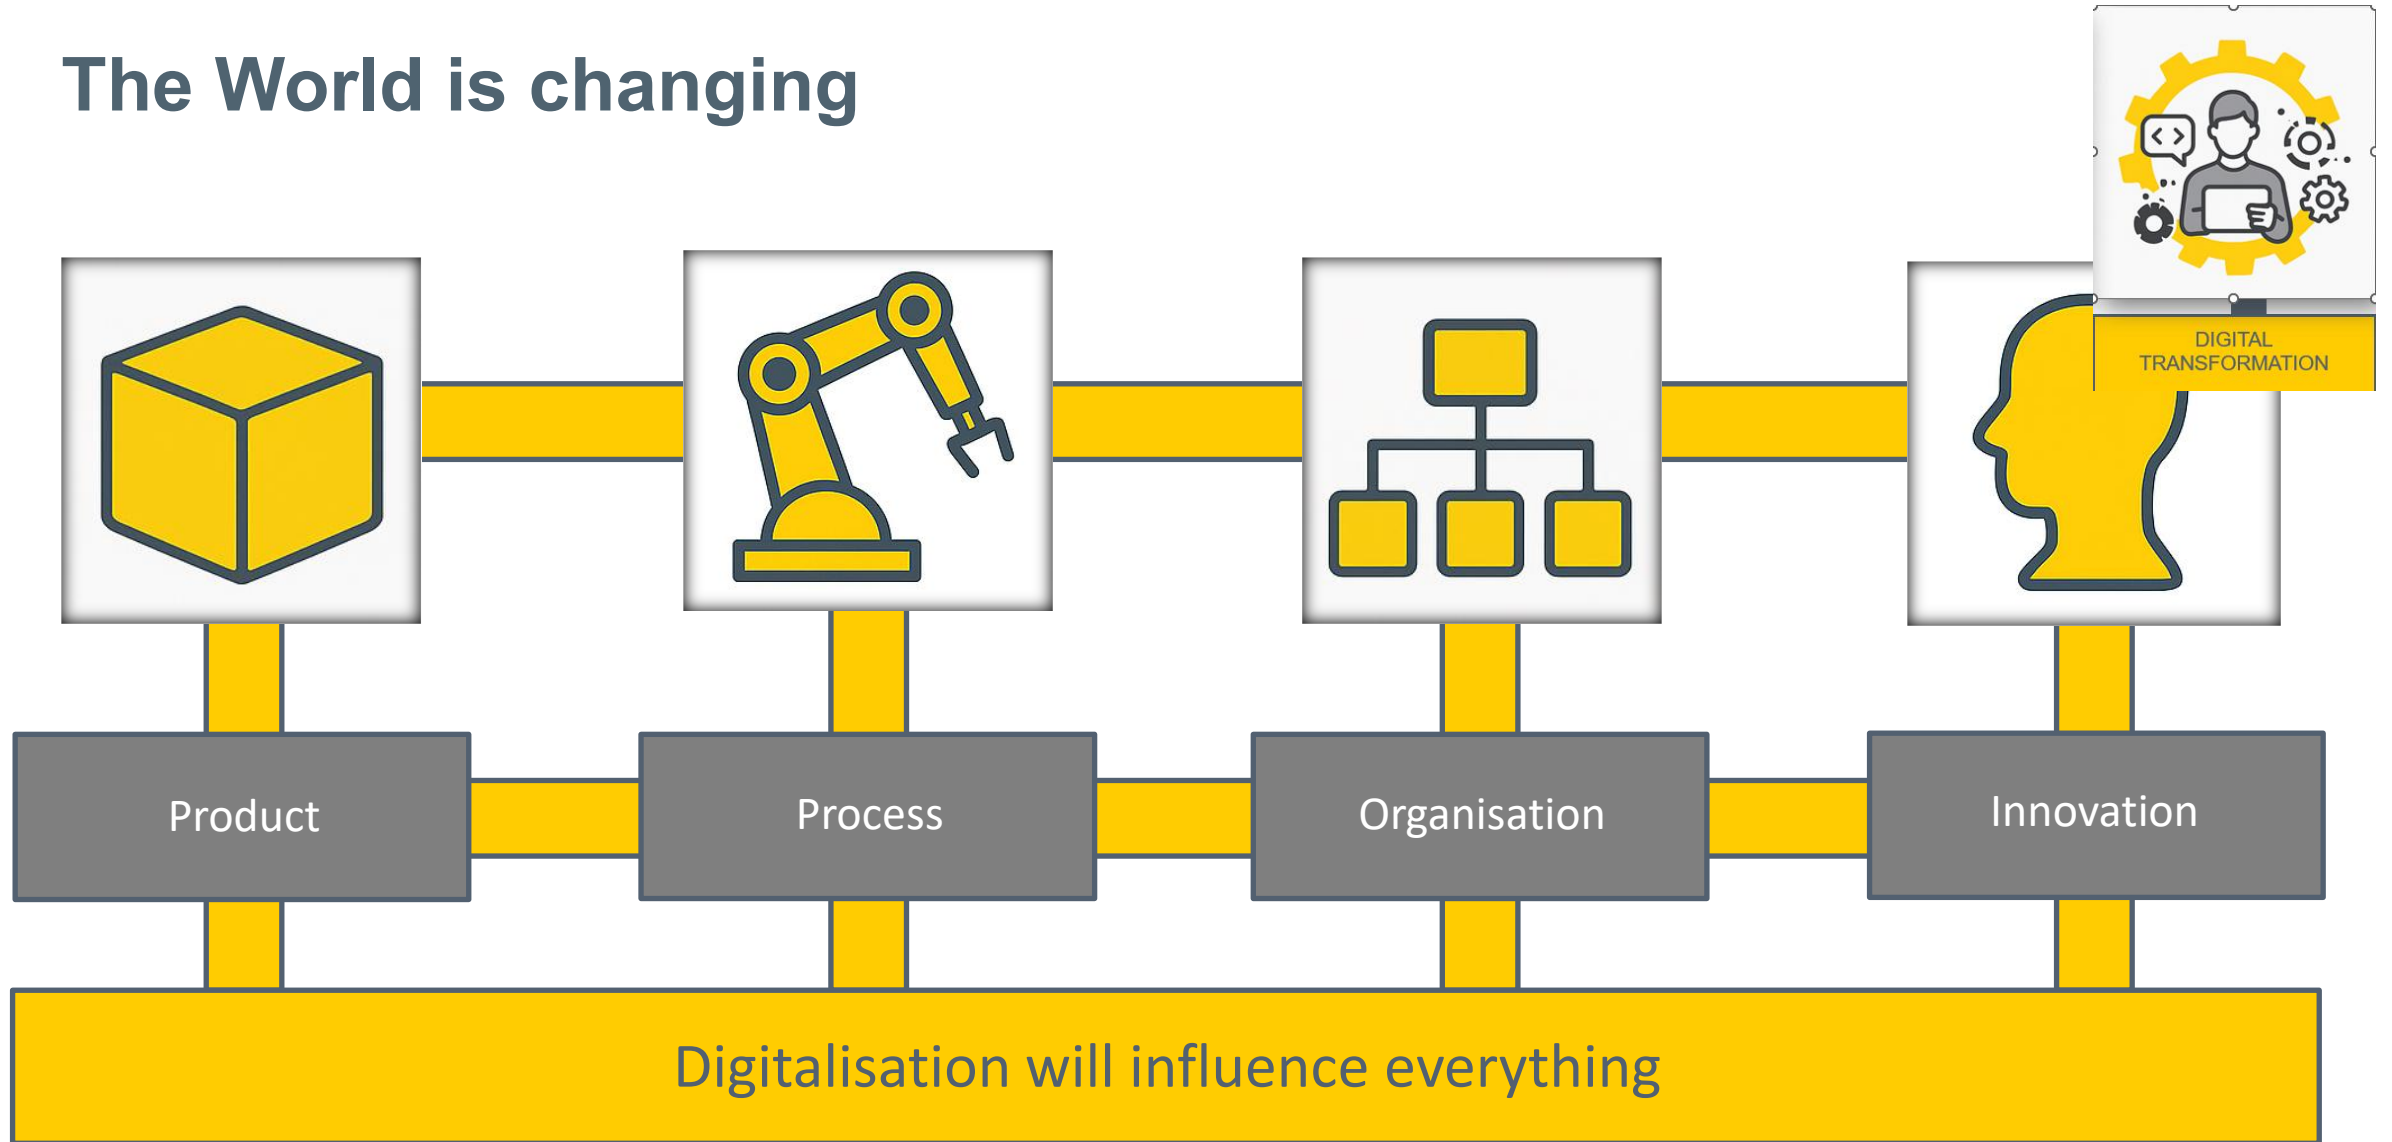 The World is changing
DIGITAL
TRANSFORMATION
Product
Process
Organisation
Innovation
Digitalisation will influence everything